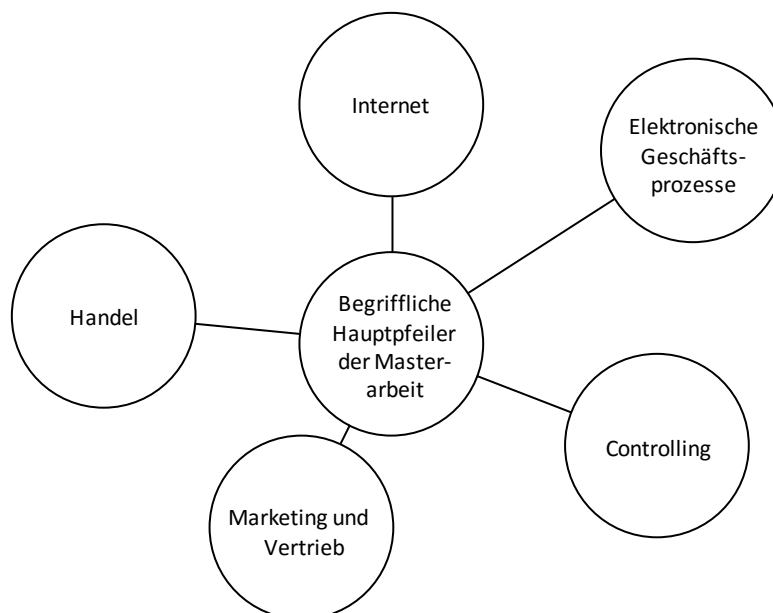 Internet
Elektronische
Geschäfts-
prozesse
Handel
Begriffliche
Hauptpfeiler
der Master-
arbeit
Controlling
Marketing und
Vertrieb